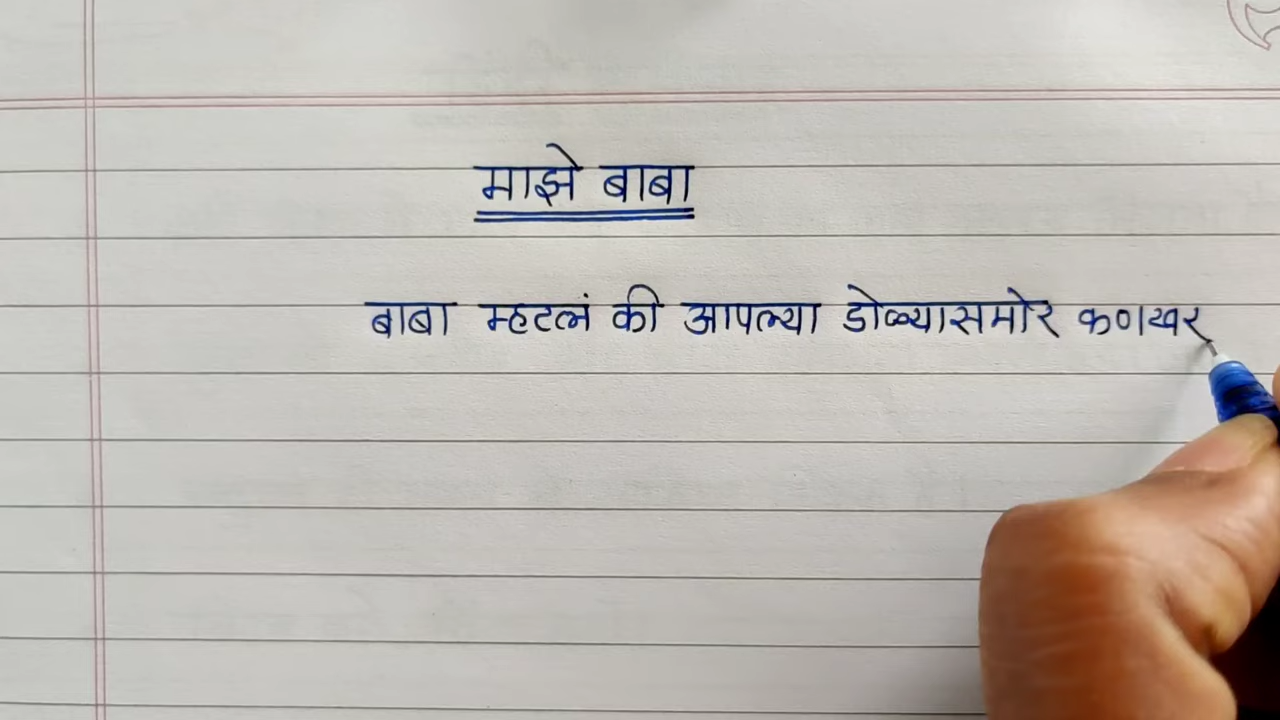 माझे बाबा
बाबा म्हटलं की आपल्या डोळ्यासमोर कणखर